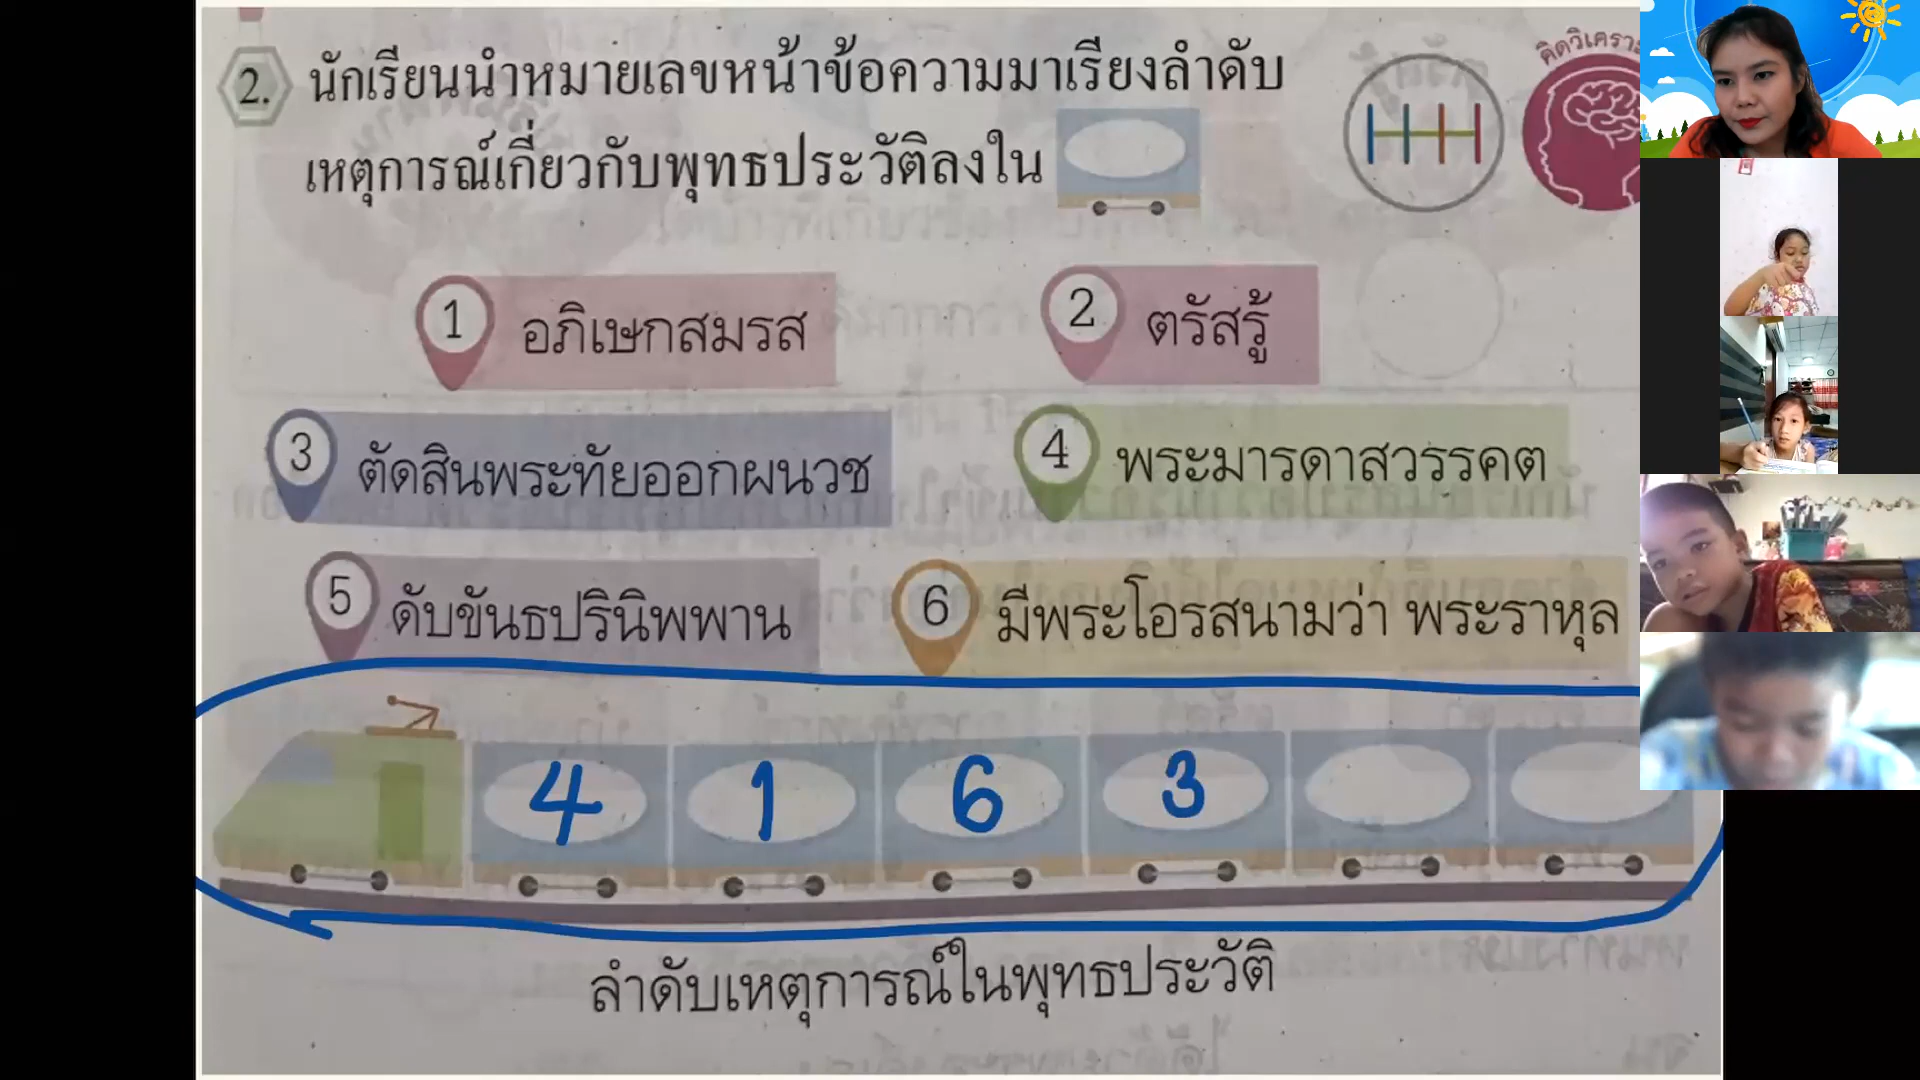 2. นักเรียนนำหมายเลขหน้าข้อความมาเรียงลำดับ
เหตุการณ์เกี่ยวกับพุทธประวัติลงใน
คิดวิเครา
1 อภิเษกสมรส
2 ตรัสรู้
3 ตัดสินพระทัยออกผนวช
4 พระมารดาสวรรคต
5 ดับขันธปรินิพพาน
6 มีพระโอรสนามว่า พระราหุล
4 1 6 3
ลำดับเหตุการณ์ในพุทธประวัติ